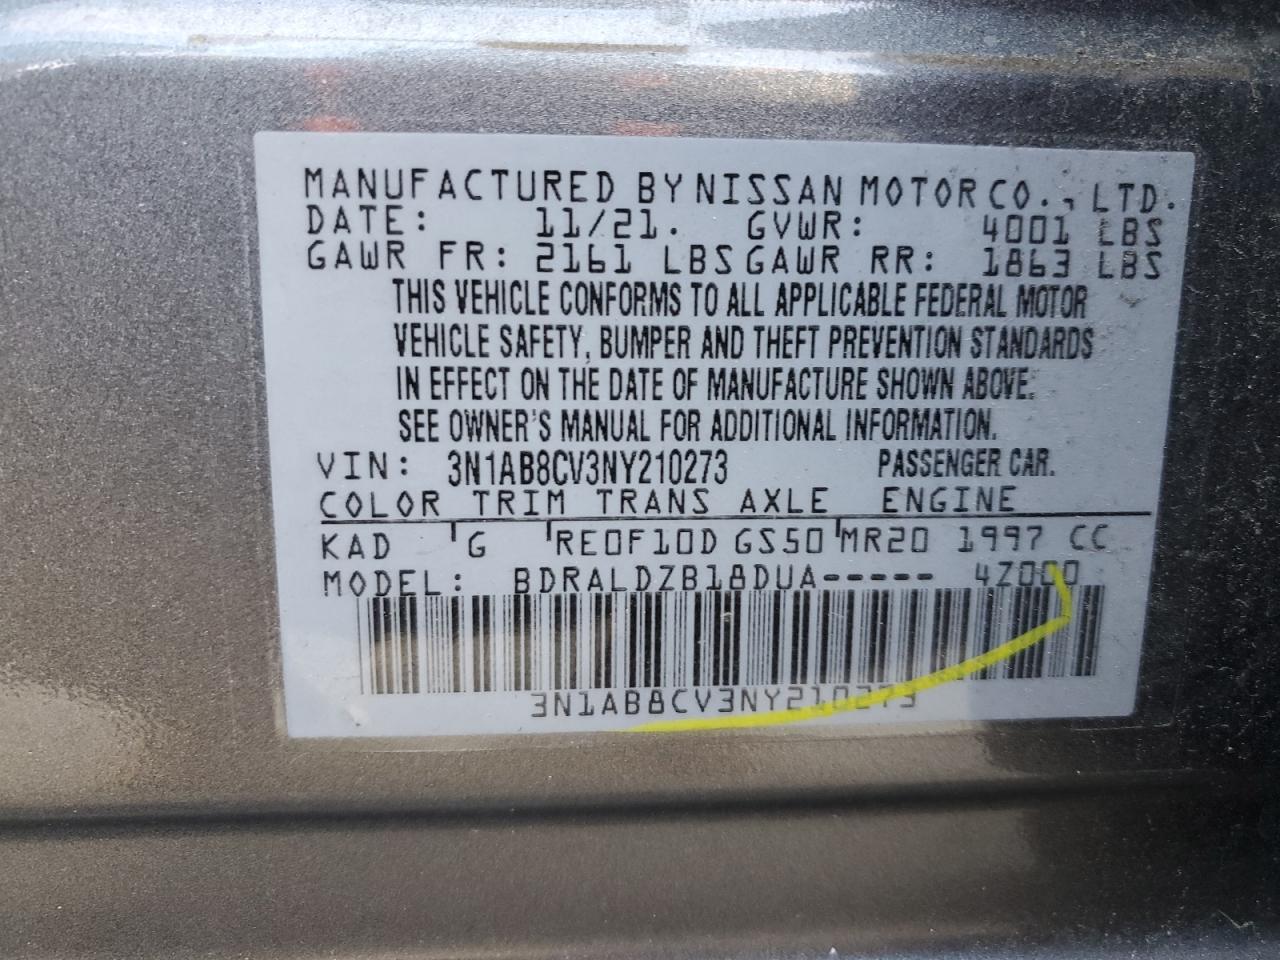 MANUFACTURED BY NISSAN MOTOR CO., LTD.
DATE: 11/21. GVWR: 4001 LBS
GAWR FR: 2161 LBS GAWR RR: 1863 LBS
THIS VEHICLE CONFORMS TO ALL APPLICABLE FEDERAL MOTOR
VEHICLE SAFETY, BUMPER AND THEFT PREVENTION STANDARDS
IN EFFECT ON THE DATE OF MANUFACTURE SHOWN ABOVE.
SEE OWNER'S MANUAL FOR ADDITIONAL INFORMATION.
VIN: 3N1AB8CV3NY210273 PASSENGER CAR.
COLOR TRIM TRANS AXLE ENGINE
KAD G RE0F10D GS50 MR20 1997 CC
MODEL: BDRALDZB18DUA----- 4Z000
3N1AB8CV3NY210273